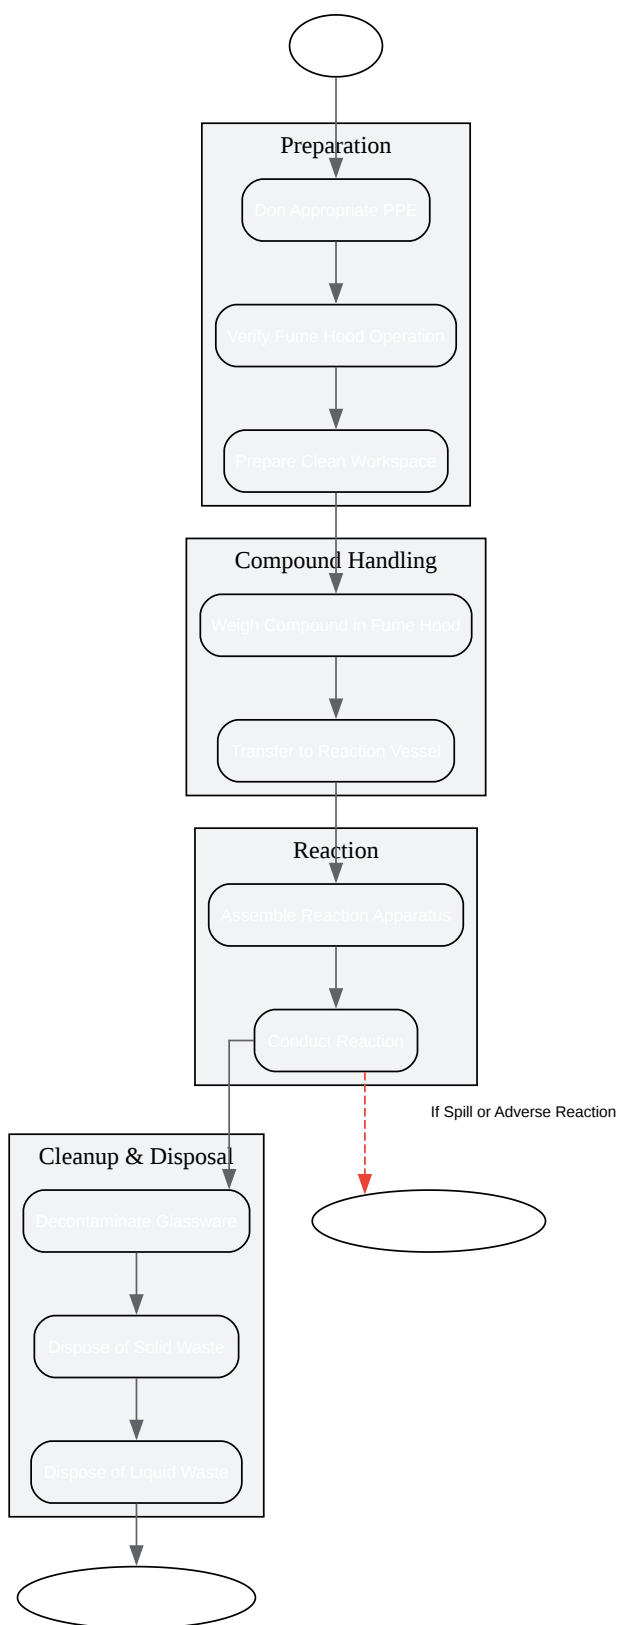 Preparation
Don Appropriate PPE
Verify Fume Hood Operation
Prepare Clean Workspace
Compound Handling
Weigh Compound in Fume Hood
Transfer to Reaction Vessel
Reaction
Assemble Reaction Apparatus
Conduct Reaction
If Spill or Adverse Reaction
Cleanup & Disposal
Decontaminate Glassware
Dispose of Solid Waste
Dispose of Liquid Waste